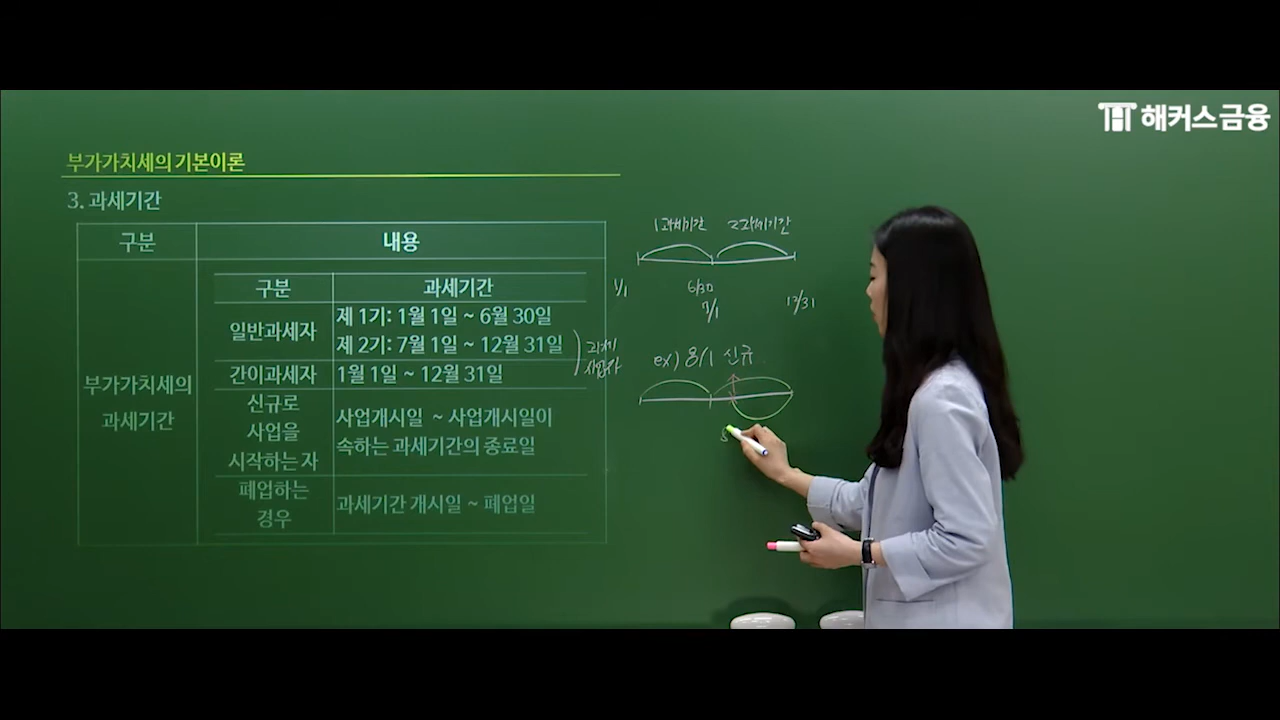 해커스금융
부가가치세의 기본이론
3. 과세기간
구분 내용
구분 과세기간
일반과세자
제 1기: 1월 1일 ~ 6월 30일
제 2기: 7월 1일 ~ 12월 31일
간이과세자 1월 1일 ~ 12월 31일
부가가치세의
과세기간
신규로
사업을
시작하는 자
사업개시일 ~ 사업개시일이
속하는 과세기간의 종료일
폐업하는
경우
과세기간 개시일 ~ 폐업일
과세
사업자
1과세기간 2과세기간
1/1 6/30 12/31
7/1
ex) 8/1 신규
8